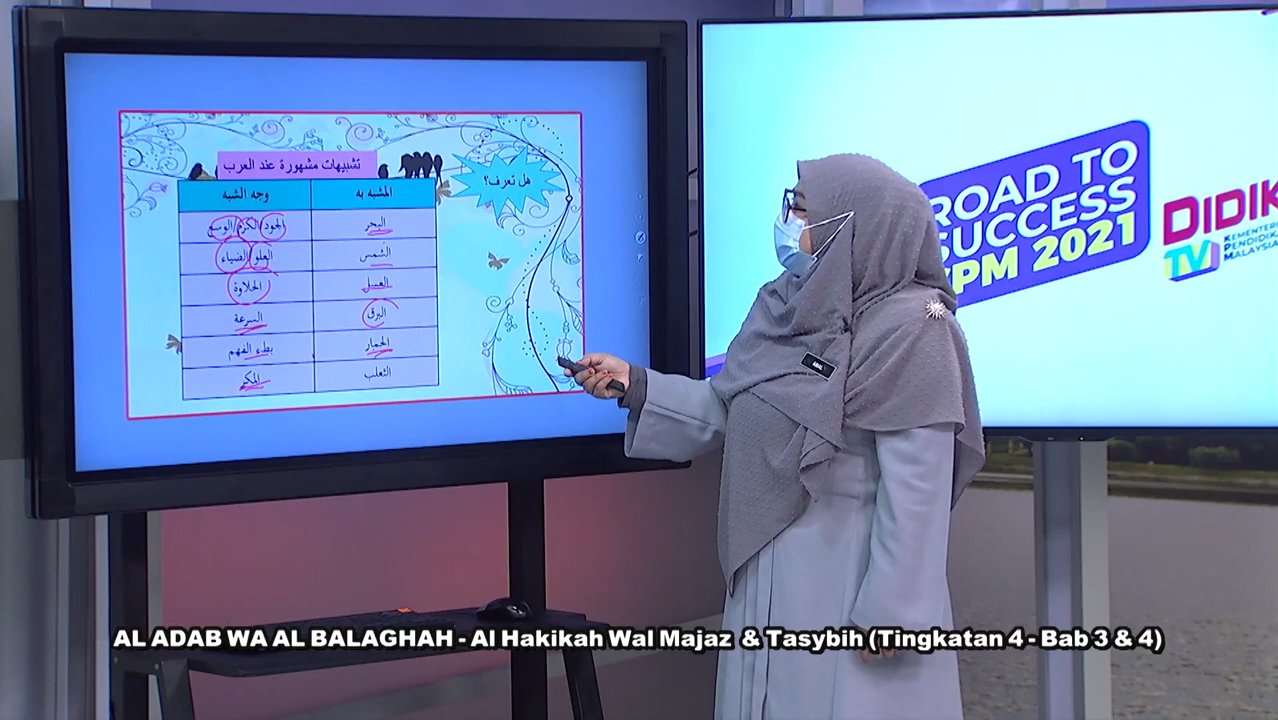 تشبيهات مشهورة عند العرب
هل تعرف؟
المشبه به وجه الشبه
البحر الجود/الكرم/الوسع
الشمس العلو/الضياء
العسل الحلاوة
البرق السرعة
الحمار بطء الفهم
الثعلب المكر
ROAD TO
SUCCESS
SPM 2021
DIDIK
TV
KEMENTERI
PENDIDIKA
MALAYSIA
AL ADAB WA AL BALAGHAH - Al Hakikah Wal Majaz & Tasybih (Tingkatan 4 - Bab 3 & 4)